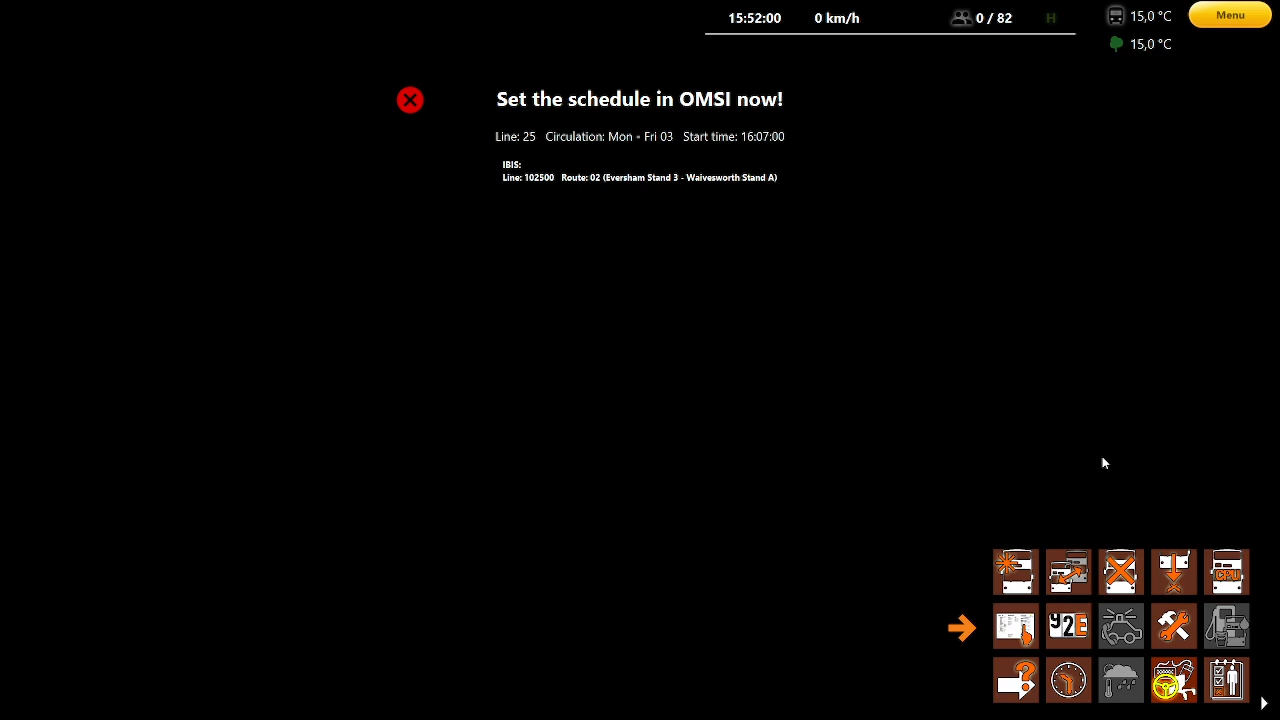 15:52:00 0 km/h 0 / 82 H 15,0 °C Menu
15,0 °C
Set the schedule in OMSI now!
Line: 25 Circulation: Mon - Fri 03 Start time: 16:07:00
IBIS:
Line: 102500 Route: 02 (Eversham Stand 3 - Waivesworth Stand A)
CPU
92E
?